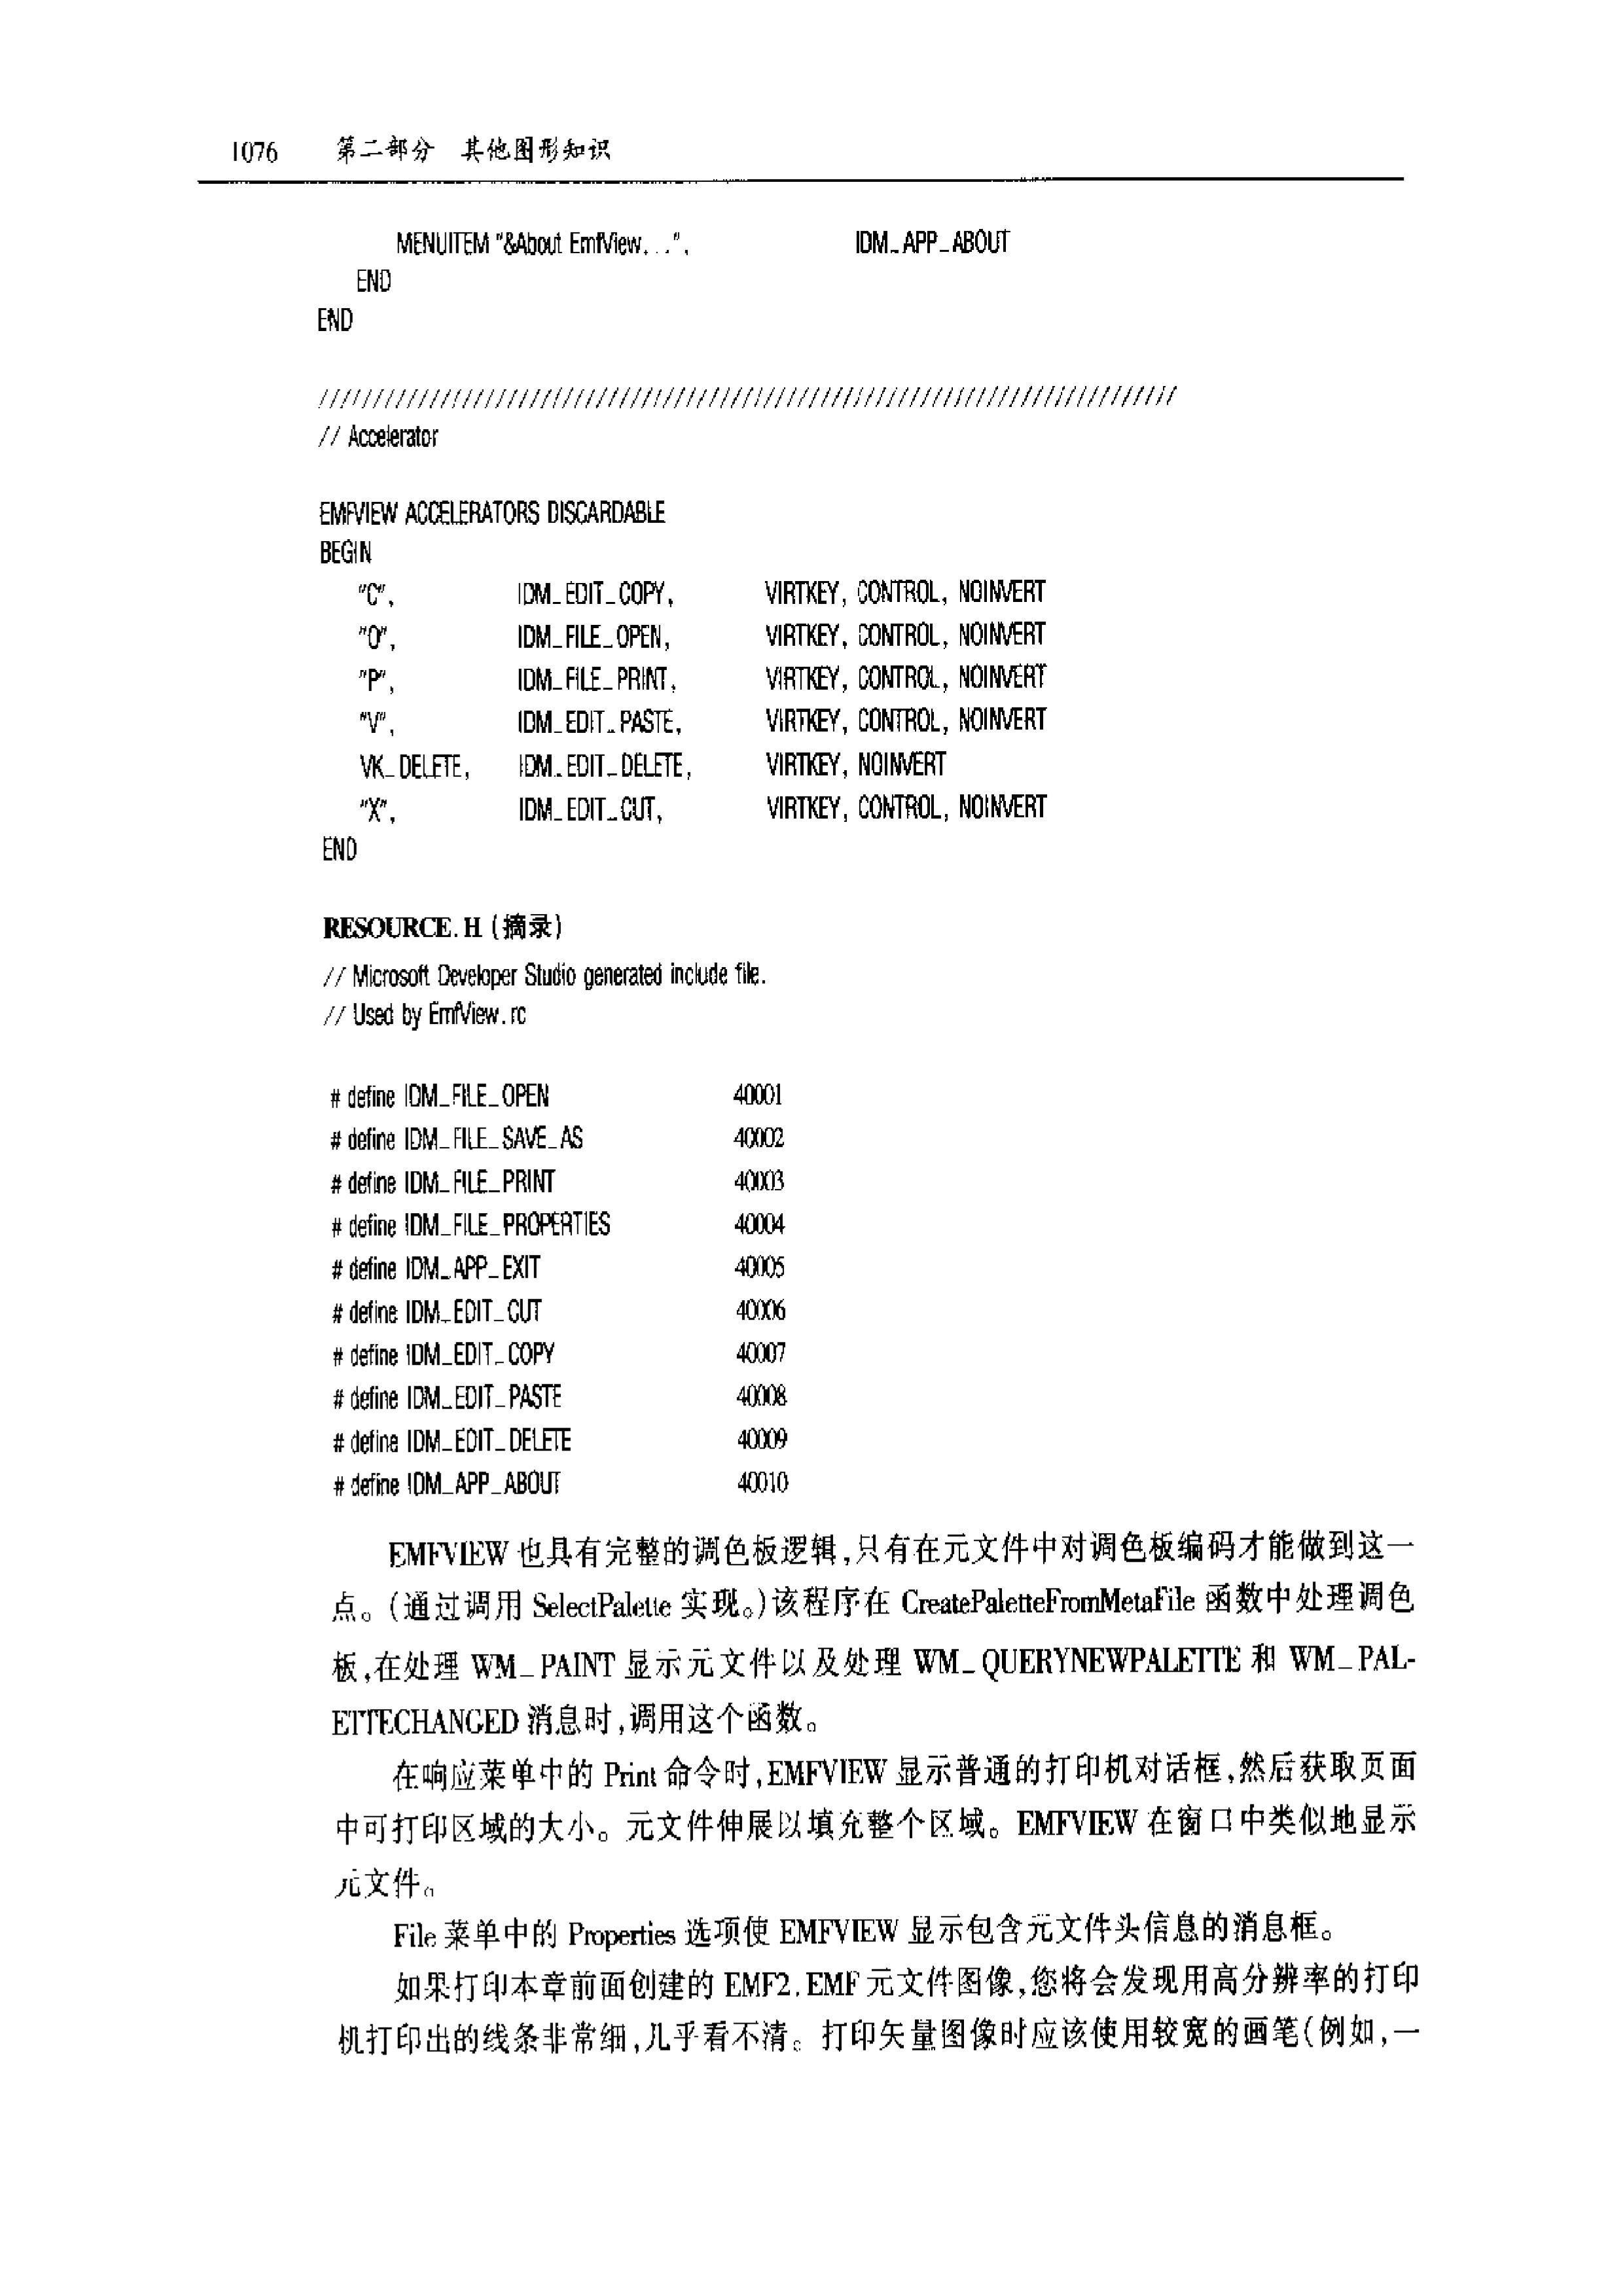 1076 第二部分 其他图形知识
MENUITEM "&About EmfView...", IDM_APP_ABOUT
END
END
/////////////////////////////////////////////////////////////////////////////
// Accelerator
EMFVIEW ACCELERATORS DISCARDABLE
BEGIN
"C", IDM_EDIT_COPY, VIRTKEY, CONTROL, NOINVERT
"O", IDM_FILE_OPEN, VIRTKEY, CONTROL, NOINVERT
"P", IDM_FILE_PRINT, VIRTKEY, CONTROL, NOINVERT
"V", IDM_EDIT_PASTE, VIRTKEY, CONTROL, NOINVERT
VK_DELETE, IDM_EDIT_DELETE, VIRTKEY, NOINVERT
"X", IDM_EDIT_CUT, VIRTKEY, CONTROL, NOINVERT
END
RESOURCE.H (摘录)
// Microsoft Developer Studio generated include file.
// Used by EmfView.rc
# define IDM_FILE_OPEN 40001
# define IDM_FILE_SAVE_AS 40002
# define IDM_FILE_PRINT 40003
# define IDM_FILE_PROPERTIES 40004
# define IDM_APP_EXIT 40005
# define IDM_EDIT_CUT 40006
# define IDM_EDIT_COPY 40007
# define IDM_EDIT_PASTE 40008
# define IDM_EDIT_DELETE 40009
# define IDM_APP_ABOUT 40010
EMFVIEW 也具有完整的调色板逻辑,只有在元文件中对调色板编码才能做到这一
点。(通过调用 SelectPalette 实现。)该程序在 CreatePaletteFromMetaFile 函数中处理调色
板,在处理 WM_PAINT 显示元文件以及处理 WM_QUERYNEWPALETTE 和 WM_PAL-
ETTECHANGED 消息时,调用这个函数。
在响应菜单中的 Print 命令时,EMFVIEW 显示普通的打印机对话框,然后获取页面
中可打印区域的大小。元文件伸展以填充整个区域。EMFVIEW 在窗口中类似地显示
元文件。
File 菜单中的 Properties 选项使 EMFVIEW 显示包含元文件头信息的消息框。
如果打印本章前面创建的 EMF2.EMF 元文件图像,您将会发现用高分辨率的打印
机打印出的线条非常细,几乎看不清。打印矢量图像时应该使用较宽的画笔(例如,一